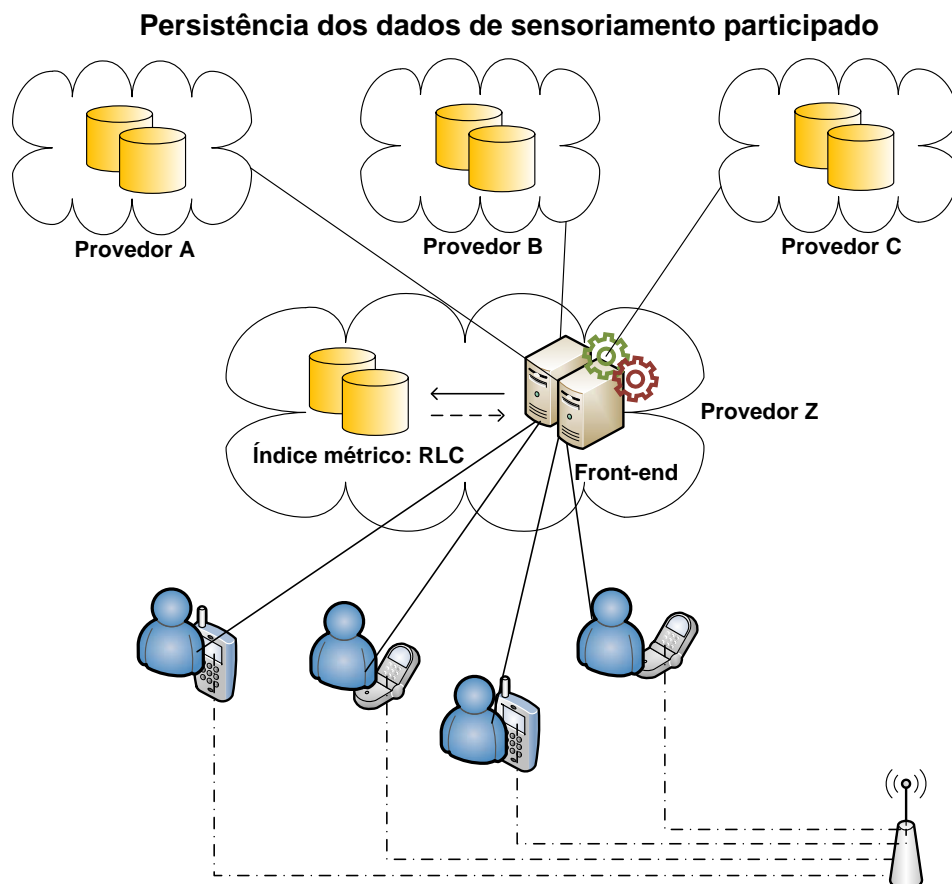 Persistência dos dados de sensoriamento participado
Provedor A
Provedor B
Provedor C
Provedor Z
Índice métrico: RLC
Front-end